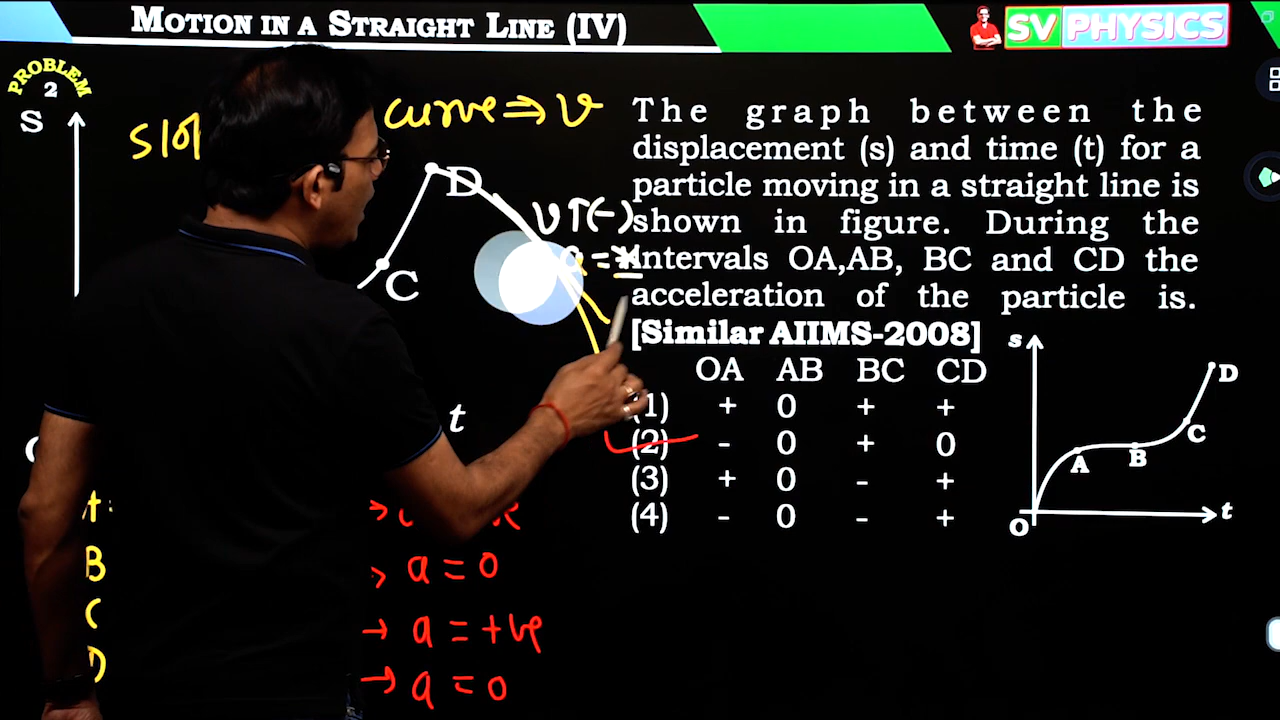 MOTION IN A STRAIGHT LINE (IV)
SV PHYSICS
PROBLEM
2
S
curve ⇒ v
D
C
v↑(-)
t
B
C
D
→ a = 0
→ a = +ve
→ a = 0
The graph between the
displacement (s) and time (t) for a
particle moving in a straight line is
shown in figure. During the
intervals OA,AB, BC and CD the
acceleration of the particle is.
[Similar AIIMS-2008]
OA AB BC CD
(1) + 0 + +
(2) - 0 + 0
(3) + 0 - +
(4) - 0 - +
s
D
C
A
B
O
t